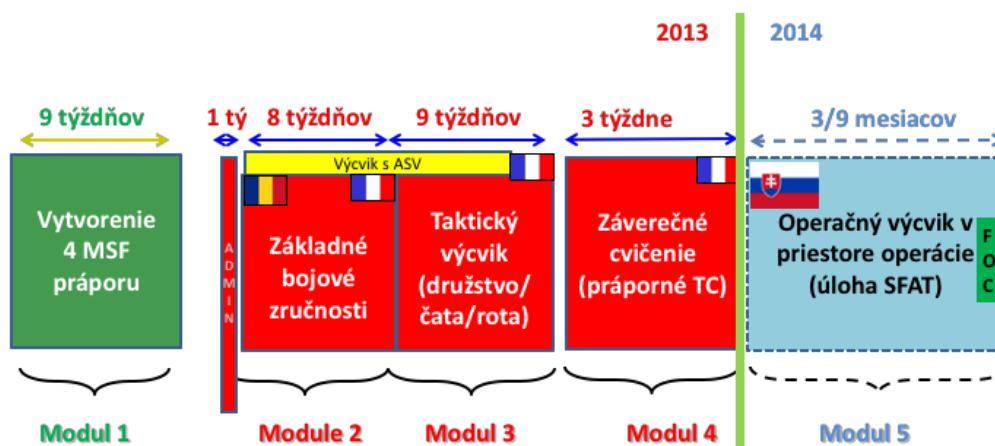 2013
2014
9 týždňov
1 tý
8 týždňov
9 týždňov
3 týždne
3/9 mesiacov
Výcvik s ASV
Vytvorenie
4 MSF
práporu
ADMIN
Základné
bojové
zručnosti
Taktický
výcvik
(družstvo/
čata/rota)
Záverečné
cvičenie
(práporné TC)
Operačný výcvik v
priestore operácie
(úloha SFAT)
FOC
Modul 1
Module 2
Modul 3
Modul 4
Modul 5